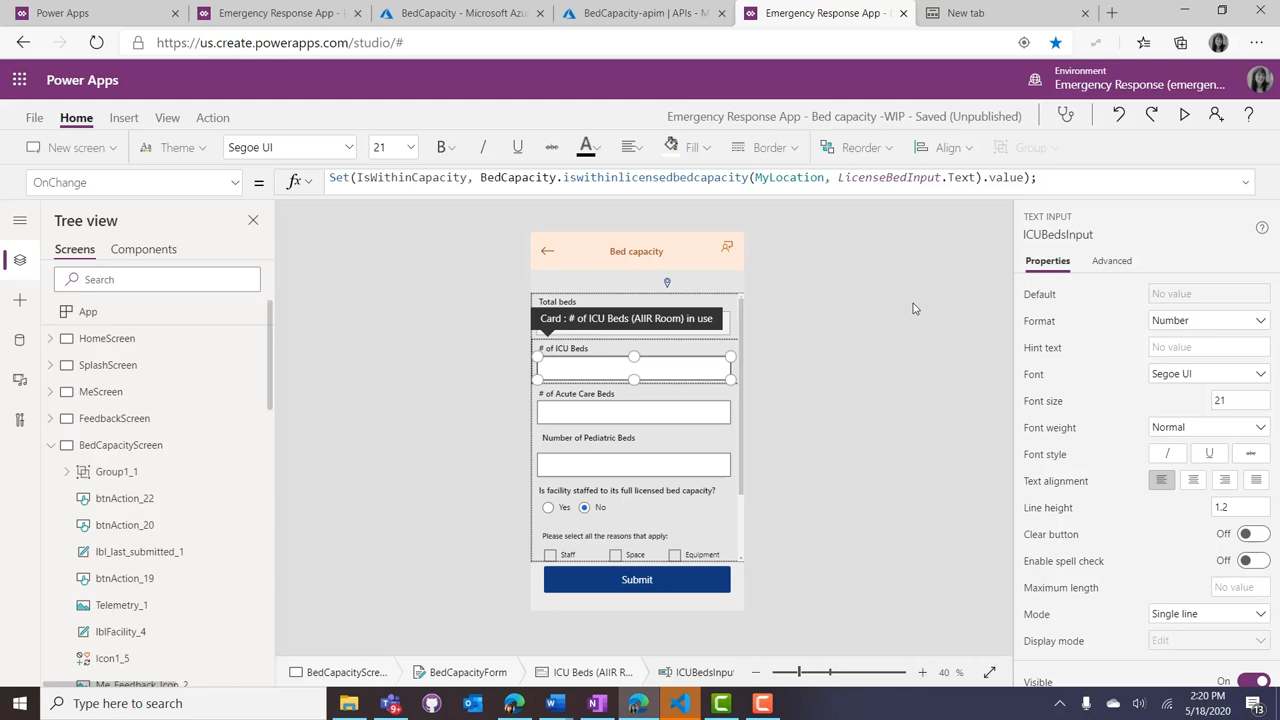 Power Apps
Emergency Response App - E
BedCapacity - Microsoft Azu
BedCapacity-apim | APIs - M
Emergency Response App - E
New tab
https://us.create.powerapps.com/studio/#
Power Apps
Environment
Emergency Response (emergen...
File
Home
Insert
View
Action
Emergency Response App - Bed capacity -WIP - Saved (Unpublished)
New screen
Theme
Segoe UI
21
B
/
U
abc
A
Fill
Border
Reorder
Align
Group
OnChange
=
fx
Set(IsWithinCapacity, BedCapacity.iswithinlicensedbedcapacity(MyLocation, LicenseBedInput.Text).value);
Tree view
Screens
Components
Search
App
HomeScreen
SplashScreen
MeScreen
FeedbackScreen
BedCapacityScreen
Group1_1
btnAction_22
btnAction_20
lbl_last_submitted_1
btnAction_19
Telemetry_1
lblFacility_4
Icon1_5
Me_Feedback_Icon_2
Bed capacity
Total beds
Card : # of ICU Beds (AIIR Room) in use
# of ICU Beds
# of Acute Care Beds
Number of Pediatric Beds
Is facility staffed to its full licensed bed capacity?
Yes
No
Please select all the reasons that apply:
Staff
Space
Equipment
Submit
BedCapacityScre...
BedCapacityForm
ICU Beds (AIIR R...
ICUBedsInput
40 %
TEXT INPUT
ICUBedsInput
Properties
Advanced
Default
No value
Format
Number
Hint text
No value
Font
Segoe UI
Font size
21
Font weight
Normal
Font style
/
U
abc
Text alignment
Line height
1.2
Clear button
Off
Enable spell check
Off
Maximum length
No value
Mode
Single line
Display mode
Edit
Visible
On
Type here to search
9+
2:20 PM
5/18/2020
13